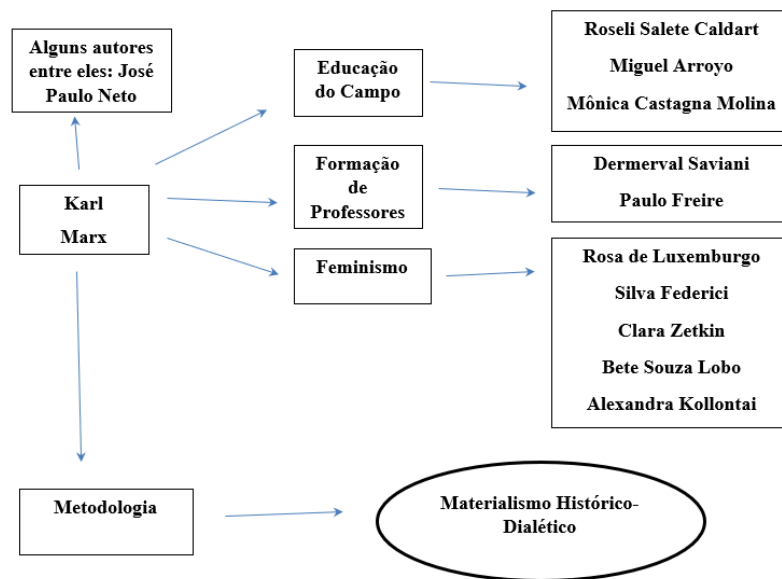 Alguns autores
entre eles: José
Paulo Neto
Karl
Marx
Educação
do Campo
Roseli Salete Caldart
Miguel Arroyo
Mônica Castagna Molina
Formação
de
Professores
Dermerval Saviani
Paulo Freire
Feminismo
Rosa de Luxemburgo
Silva Federici
Clara Zetkin
Bete Souza Lobo
Alexandra Kollontai
Metodologia
Materialismo Histórico-
Dialético